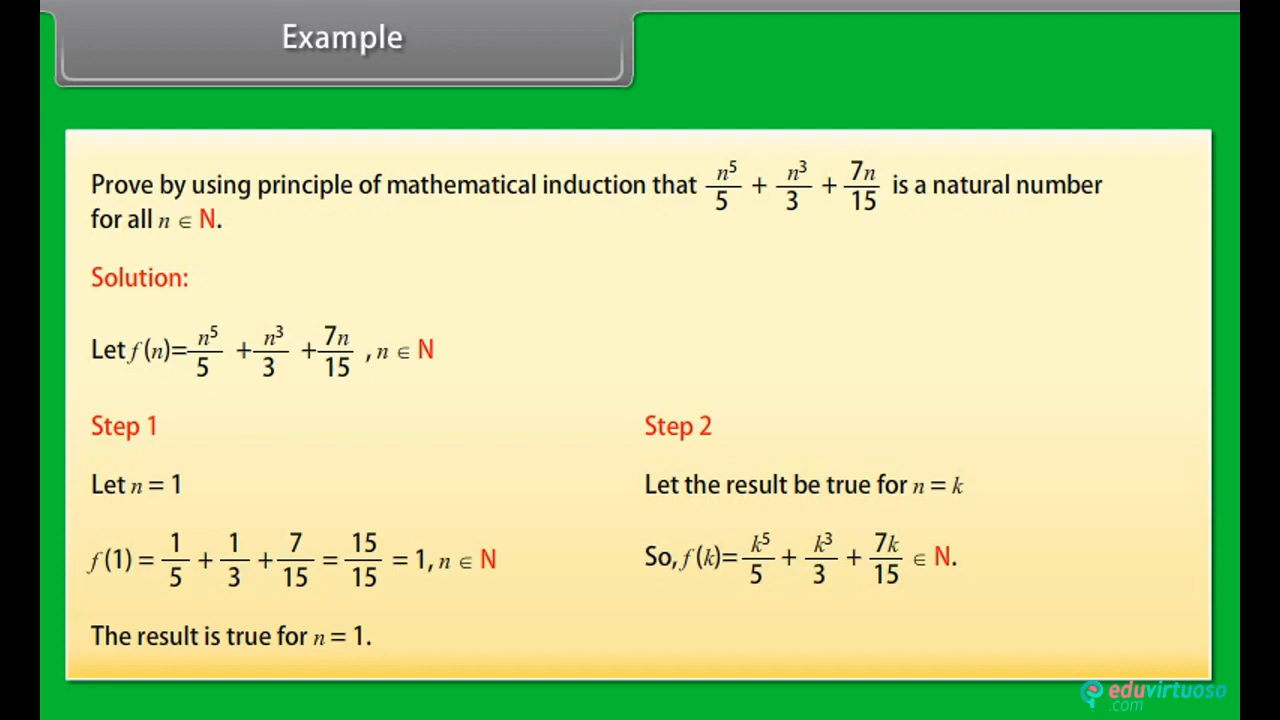 Example
Prove by using principle of mathematical induction that n⁵/5 + n³/3 + 7n/15 is a natural number
for all n ∈ N.
Solution:
Let f (n)= n⁵/5 + n³/3 + 7n/15 , n ∈ N
Step 1
Let n = 1
f (1) = 1/5 + 1/3 + 7/15 = 15/15 = 1, n ∈ N
The result is true for n = 1.
Step 2
Let the result be true for n = k
So, f (k)= k⁵/5 + k³/3 + 7k/15 ∈ N.
eduvirtuoso
.com